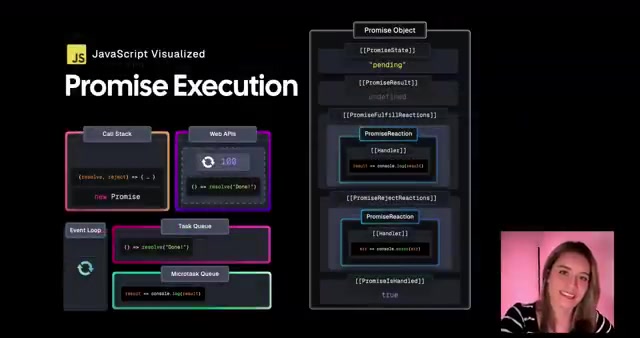 JS
JavaScript Visualized
Promise Execution
Call Stack
(resolve, reject) => { … }
new Promise
Web APIs
100
() => resolve("Done!")
Event Loop
Task Queue
() => resolve("Done!")
Microtask Queue
result => console.log(result)
Promise Object
[[PromiseState]]
"pending"
[[PromiseResult]]
undefined
[[PromiseFulfillReactions]]
PromiseReaction
[[Handler]]
result => console.log(result)
[[PromiseRejectReactions]]
PromiseReaction
[[Handler]]
err => console.error(err)
[[PromiseIsHandled]]
true